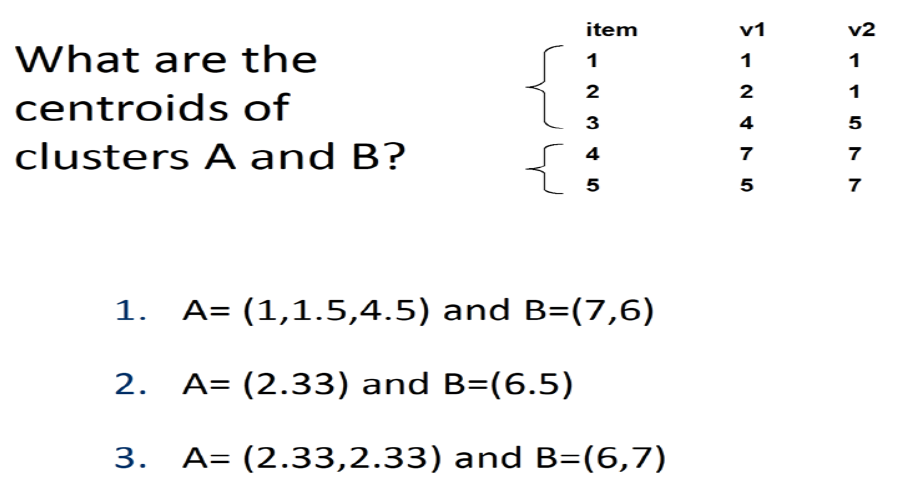 What are the
centroids of
clusters A and B?
item v1 v2
1 1 1
2 2 1
3 4 5
4 7 7
5 5 7
1. A= (1,1.5,4.5) and B=(7,6)
2. A= (2.33) and B=(6.5)
3. A= (2.33,2.33) and B=(6,7)